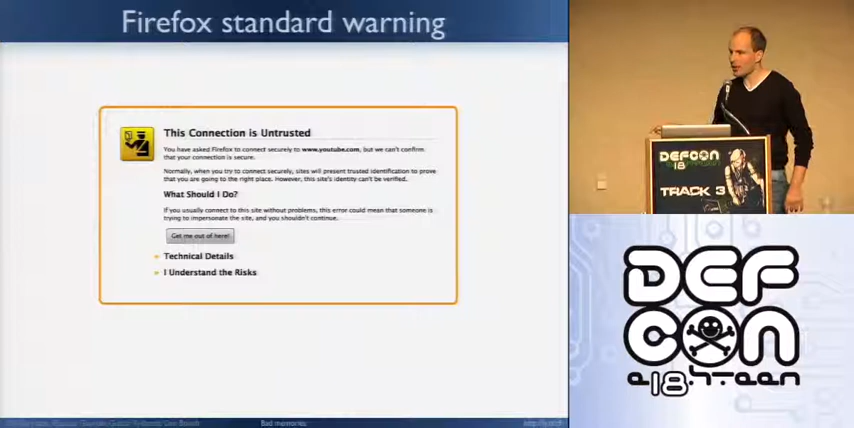 Firefox standard warning
This Connection is Untrusted
You have asked Firefox to connect securely to www.youtube.com, but we can't confirm
that your connection is secure.
Normally, when you try to connect securely, sites will present trusted identification to prove
that you are going to the right place. However, this site's identity can't be verified.
What Should I Do?
If you usually connect to this site without problems, this error could mean that someone is
trying to impersonate the site, and you shouldn't continue.
Get me out of here!
Technical Details
I Understand the Risks
Bad memories
DEFCON
18
TRACK 3
DEF
CON
e18h+een